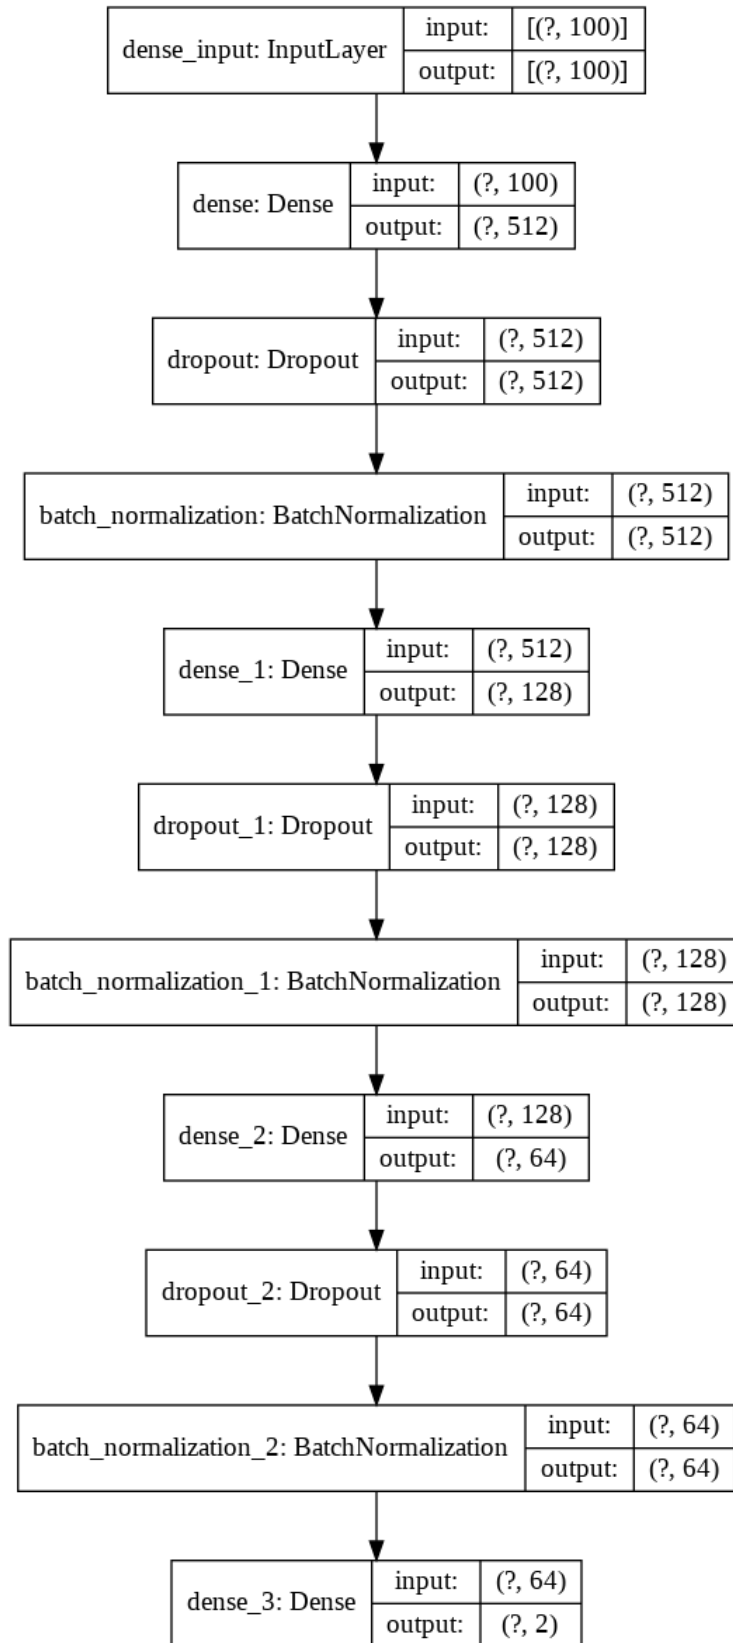 dense_input: InputLayer
input: [(?, 100)]
output: [(?, 100)]
dense: Dense
input: (?, 100)
output: (?, 512)
dropout: Dropout
input: (?, 512)
output: (?, 512)
batch_normalization: BatchNormalization
input: (?, 512)
output: (?, 512)
dense_1: Dense
input: (?, 512)
output: (?, 128)
dropout_1: Dropout
input: (?, 128)
output: (?, 128)
batch_normalization_1: BatchNormalization
input: (?, 128)
output: (?, 128)
dense_2: Dense
input: (?, 128)
output: (?, 64)
dropout_2: Dropout
input: (?, 64)
output: (?, 64)
batch_normalization_2: BatchNormalization
input: (?, 64)
output: (?, 64)
dense_3: Dense
input: (?, 64)
output: (?, 2)